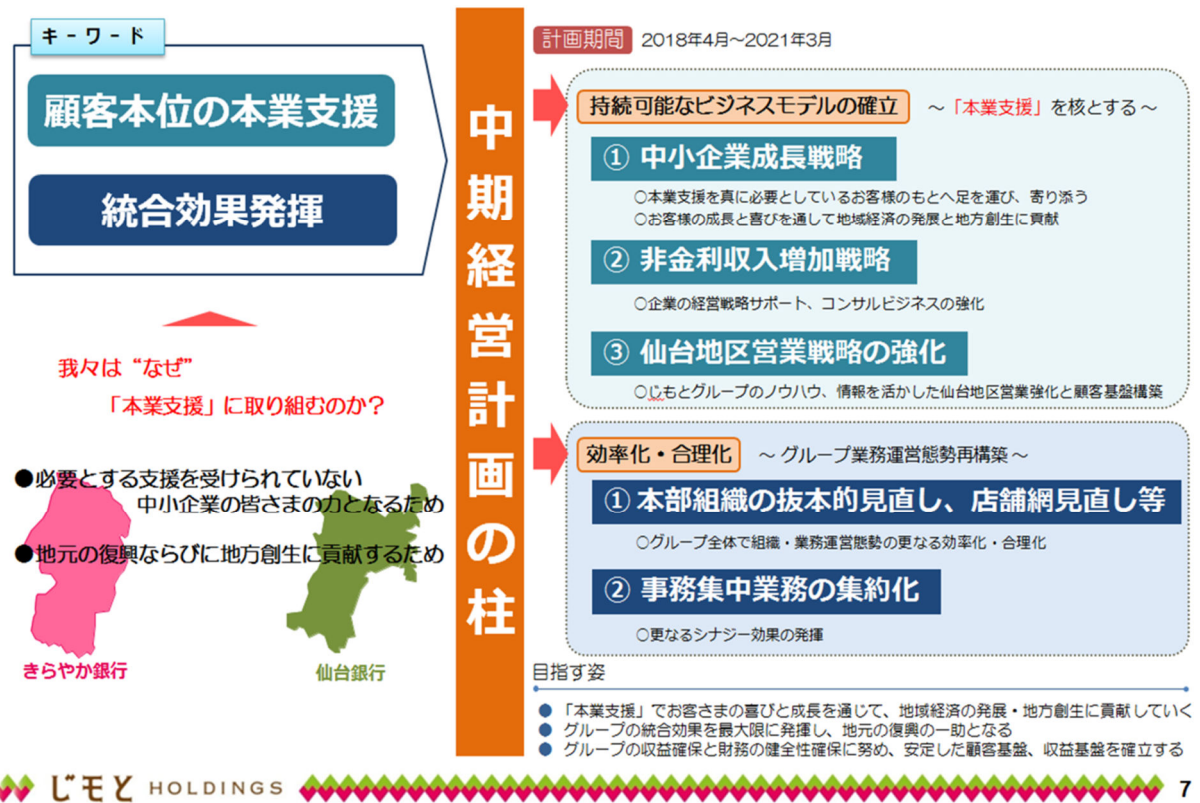 キーワード
顧客本位の本業支援
統合効果発揮
我々は“なぜ”
「本業支援」に取り組むのか?
●必要とする支援を受けられていない
中小企業の皆さまの力となるため
●地元の復興ならびに地方創生に貢献するため
きらやか銀行
仙台銀行
中期経営計画の柱
計画期間 2018年4月~2021年3月
持続可能なビジネスモデルの確立 ~「本業支援」を核とする~
① 中小企業成長戦略
○本業支援を真に必要としているお客様のもとへ足を運び、寄り添う
○お客様の成長と喜びを通して地域経済の発展と地方創生に貢献
② 非金利収入増加戦略
○企業の経営戦略サポート、コンサルビジネスの強化
③ 仙台地区営業戦略の強化
○じもとグループのノウハウ、情報を活かした仙台地区営業強化と顧客基盤構築
効率化・合理化 ~グループ業務運営態勢再構築~
① 本部組織の抜本的見直し、店舗網見直し等
○グループ全体で組織・業務運営態勢の更なる効率化・合理化
② 事務集中業務の集約化
○更なるシナジー効果の発揮
目指す姿
● 「本業支援」でお客さまの喜びと成長を通じて、地域経済の発展・地方創生に貢献していく
● グループの統合効果を最大限に発揮し、地元の復興の一助となる
● グループの収益確保と財務の健全性確保に努め、安定した顧客基盤、収益基盤を確立する
じモと HOLDINGS
7